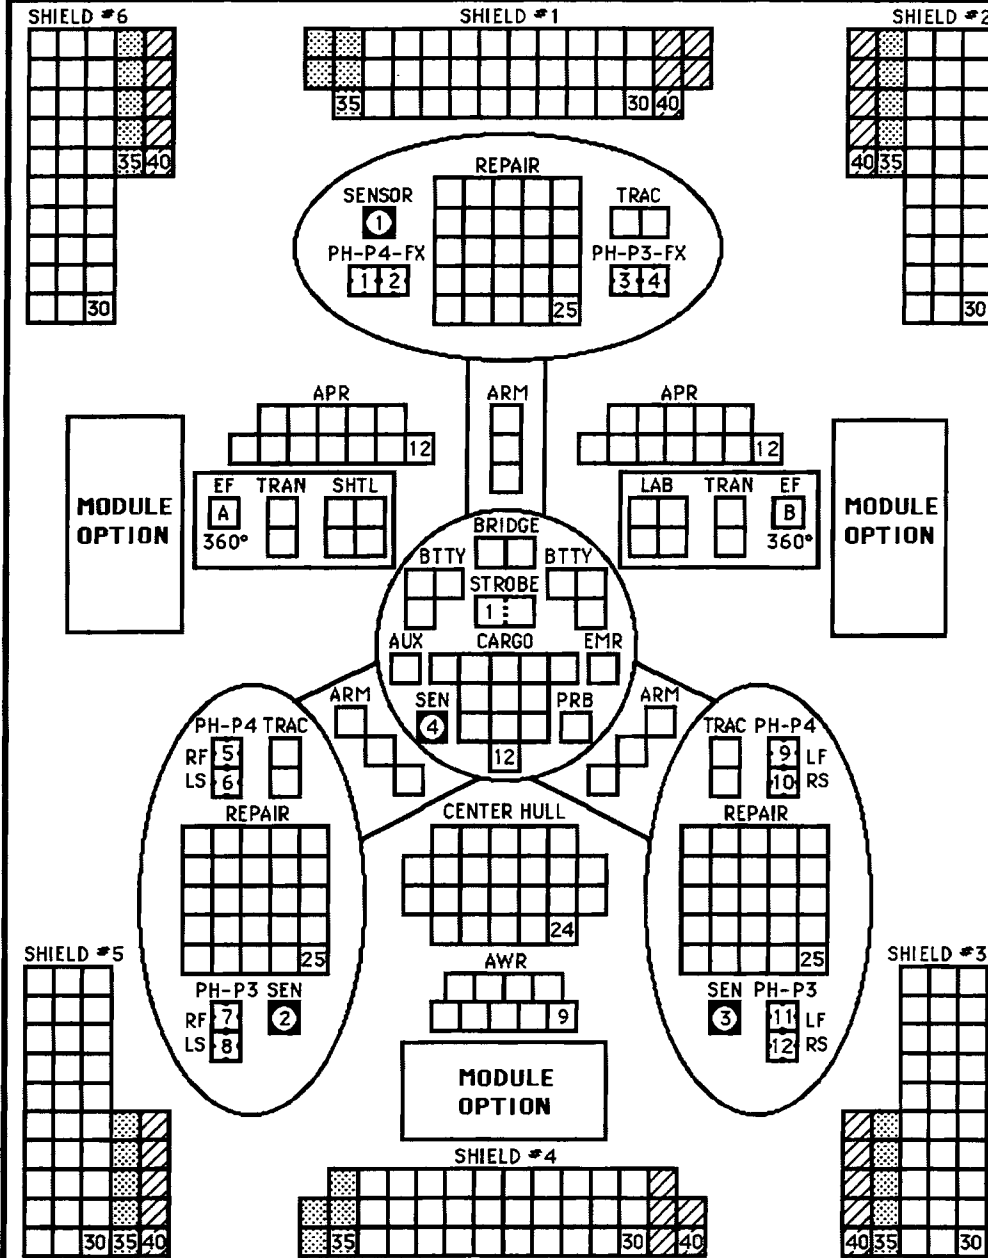 SHIELD #6 SHIELD #1 SHIELD #2
35 30 40
35 40
40 35
30
30
REPAIR
25
SENSOR
1
PH-P4-FX
1 2
TRAC
PH-P3-FX
3 4
APR
12
ARM
APR
12
MODULE
OPTION
EF TRAN SHTL
A
360°
LAB TRAN EF
B
360°
MODULE
OPTION
BRIDGE
BTTY BTTY
STROBE
1
AUX CARGO EMR
12
SEN
4
PRB
ARM
ARM
PH-P4 TRAC
RF 5
LS 6
REPAIR
25
PH-P3 SEN
RF 7
2
LS 8
TRAC PH-P4
9 LF
10 RS
REPAIR
25
SEN PH-P3
3
11 LF
12 RS
CENTER HULL
24
AWR
9
MODULE
OPTION
SHIELD #5 SHIELD #3
SHIELD #4
30 35 40
35 30 40
40 35 30